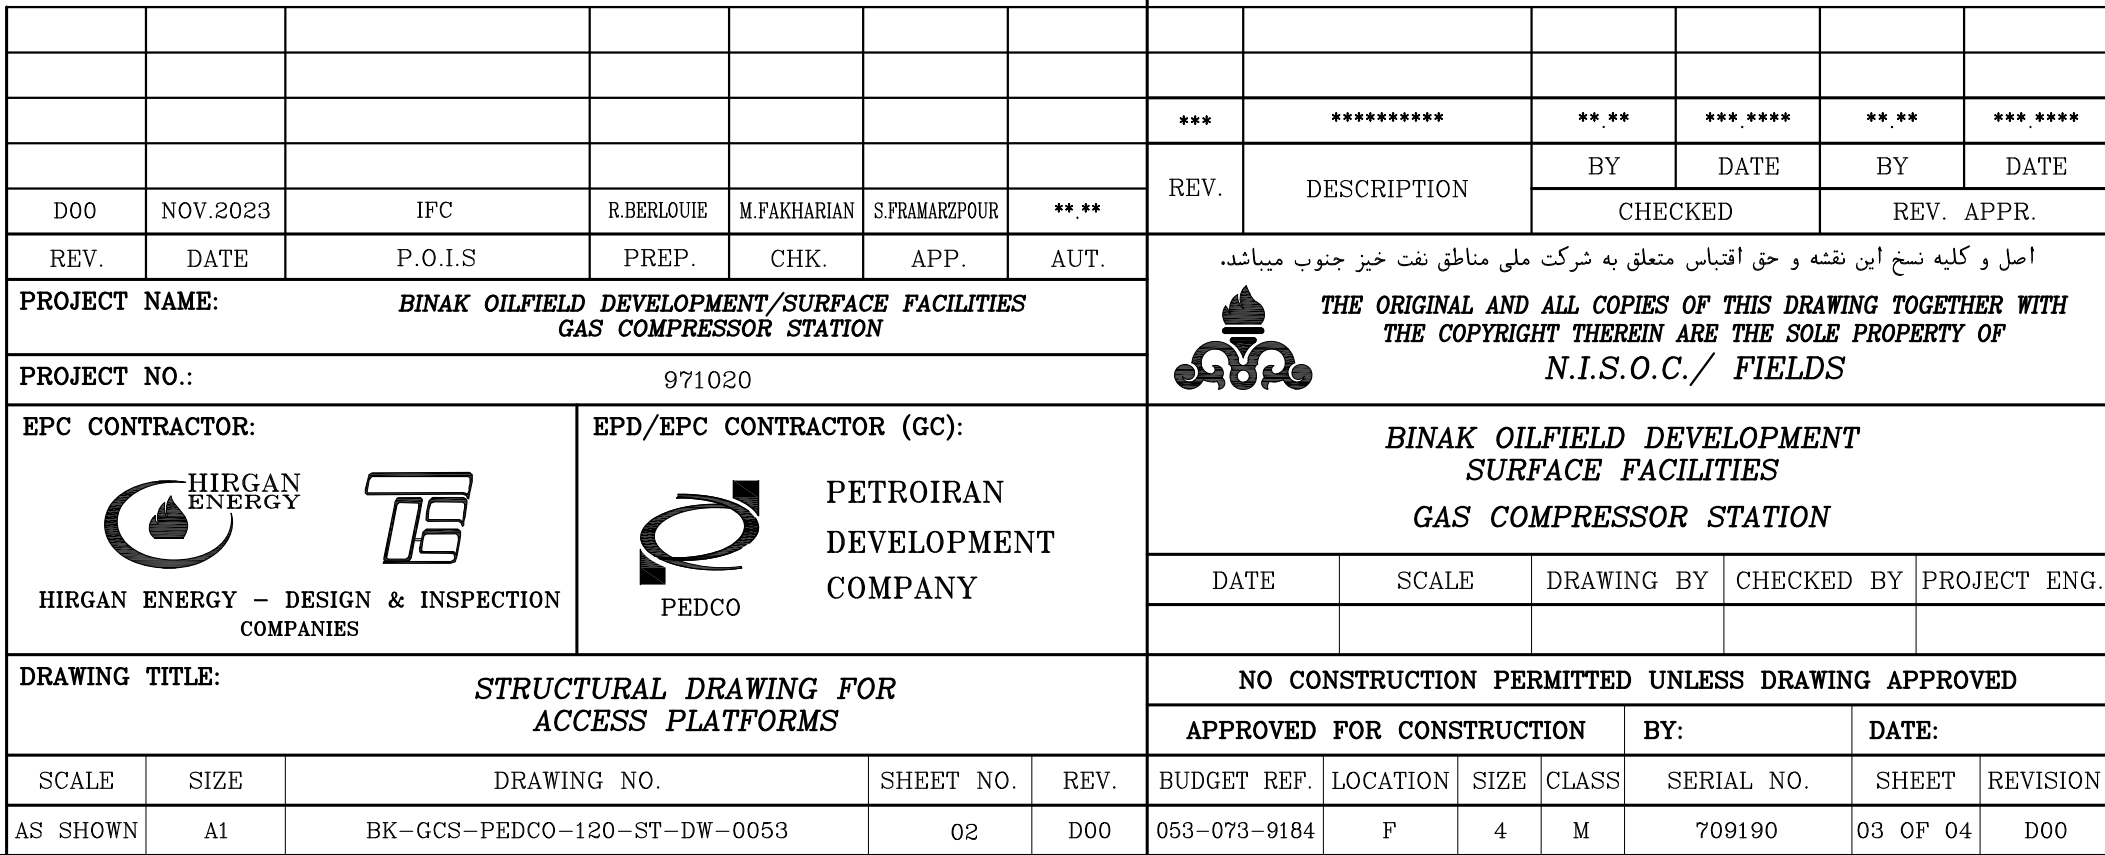 D00 NOV.2023 IFC R.BERLOUIE M.FAKHARIAN S.FRAMARZPOUR **.**
REV. DATE P.O.I.S PREP. CHK. APP. AUT.
PROJECT NAME: BINAK OILFIELD DEVELOPMENT/SURFACE FACILITIES
GAS COMPRESSOR STATION
PROJECT NO.: 971020
EPC CONTRACTOR:
HIRGAN
ENERGY
HIRGAN ENERGY – DESIGN & INSPECTION
COMPANIES
EPD/EPC CONTRACTOR (GC):
PEDCO
PETROIRAN
DEVELOPMENT
COMPANY
DRAWING TITLE:
STRUCTURAL DRAWING FOR
ACCESS PLATFORMS
SCALE SIZE DRAWING NO. SHEET NO. REV.
AS SHOWN A1 BK-GCS-PEDCO-120-ST-DW-0053 02 D00
*** ********** **.** ***.**** **.** ***.****
REV. DESCRIPTION BY DATE BY DATE
CHECKED REV. APPR.
اصل و کلیه نسخ این نقشه و حق اقتباس متعلق به شرکت ملی مناطق نفت خیز جنوب میباشد.
THE ORIGINAL AND ALL COPIES OF THIS DRAWING TOGETHER WITH
THE COPYRIGHT THEREIN ARE THE SOLE PROPERTY OF
N.I.S.O.C./ FIELDS
BINAK OILFIELD DEVELOPMENT
SURFACE FACILITIES
GAS COMPRESSOR STATION
DATE SCALE DRAWING BY CHECKED BY PROJECT ENG.
NO CONSTRUCTION PERMITTED UNLESS DRAWING APPROVED
APPROVED FOR CONSTRUCTION BY: DATE:
BUDGET REF. LOCATION SIZE CLASS SERIAL NO. SHEET REVISION
053-073-9184 F 4 M 709190 03 OF 04 D00